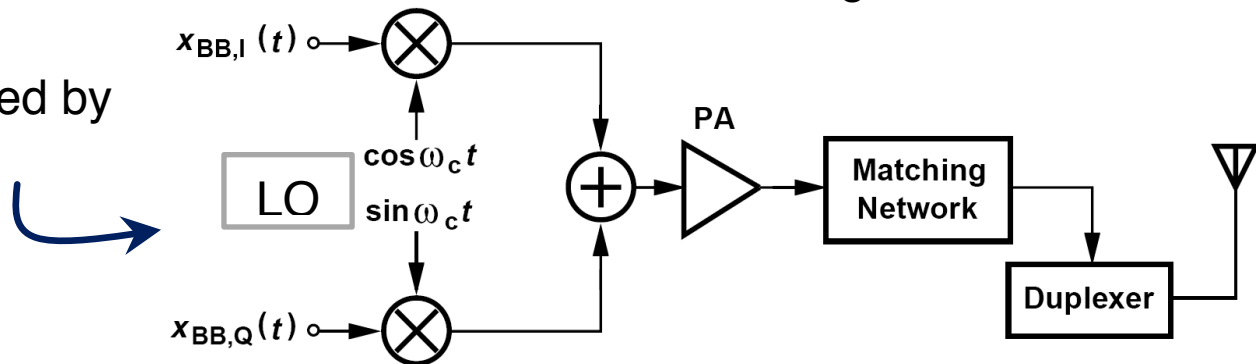 g
x_BB,I (t)
ed by
PA
cos ω_c t
LO
sin ω_c t
Matching
Network
x_BB,Q (t)
Duplexer